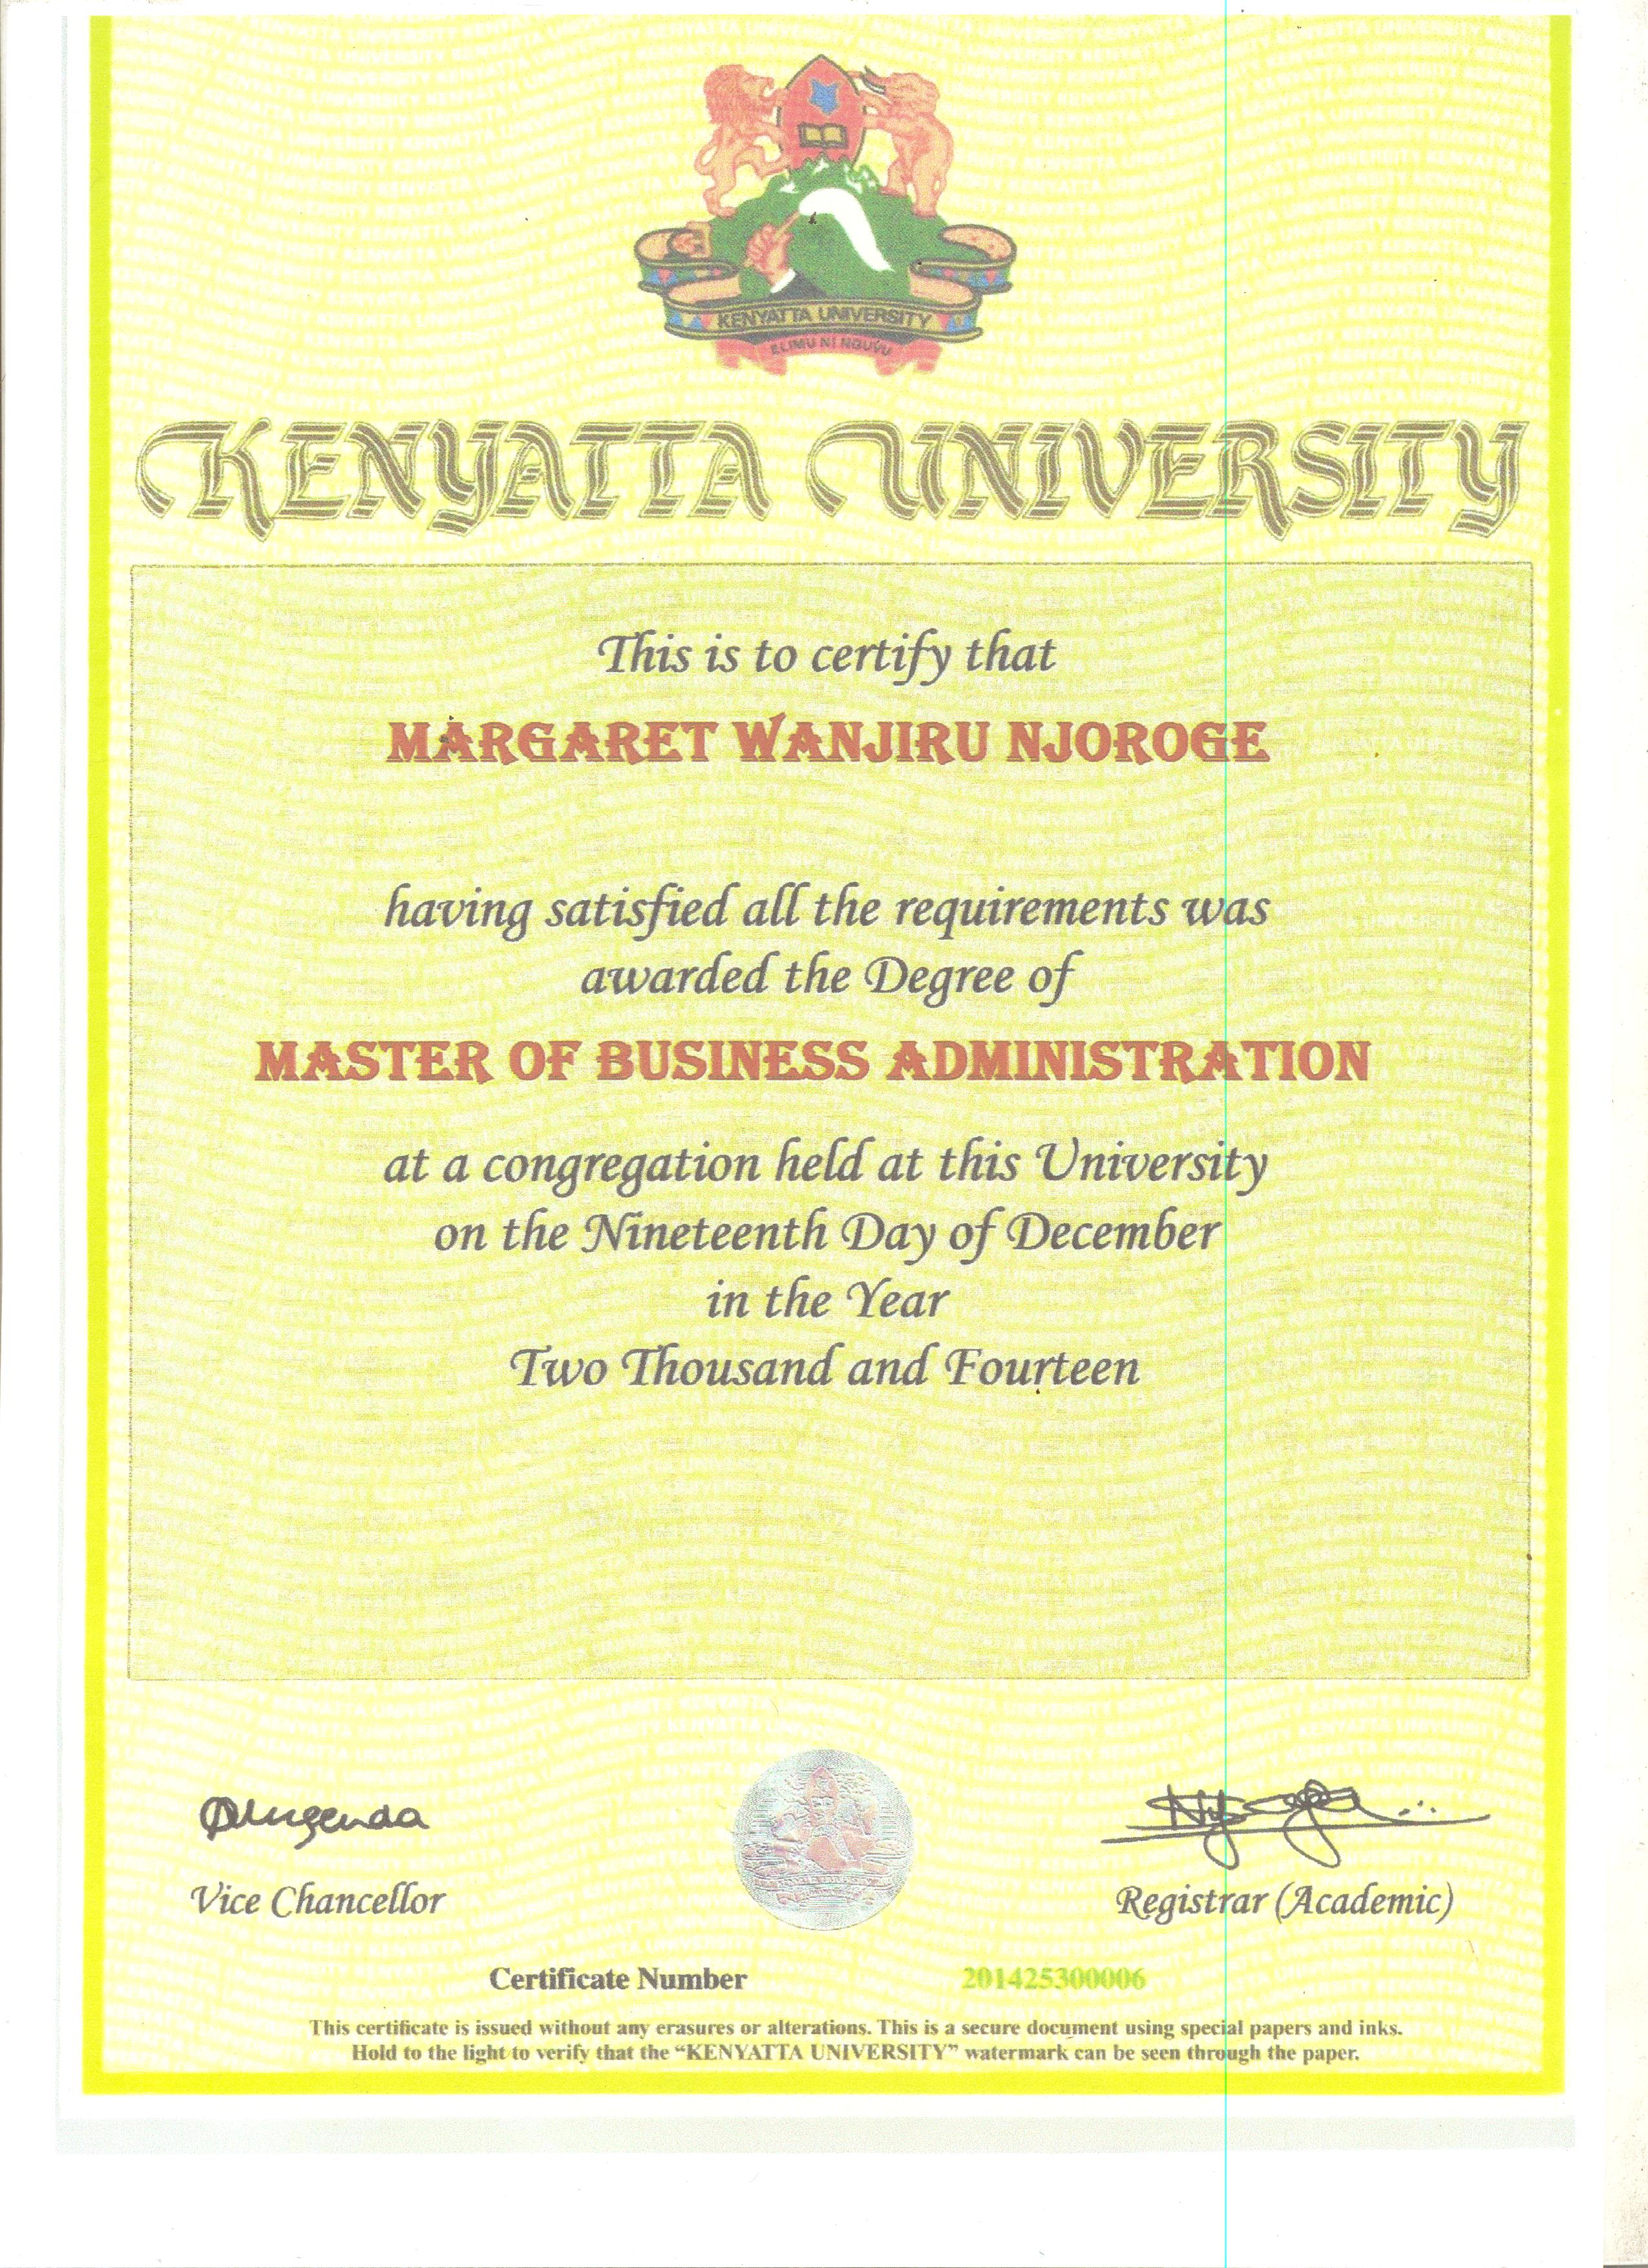 KENYATTA UNIVERSITY
ELIMU NI NGUVU
KENYATTA UNIVERSITY
This is to certify that
MARGARET WANJIRU NJOROGE
having satisfied all the requirements was
awarded the Degree of
MASTER OF BUSINESS ADMINISTRATION
at a congregation held at this University
on the Nineteenth Day of December
in the Year
Two Thousand and Fourteen
Vice Chancellor
Registrar (Academic)
Certificate Number 201425300006
This certificate is issued without any erasures or alterations. This is a secure document using special papers and inks.
Hold to the light to verify that the “KENYATTA UNIVERSITY” watermark can be seen through the paper.